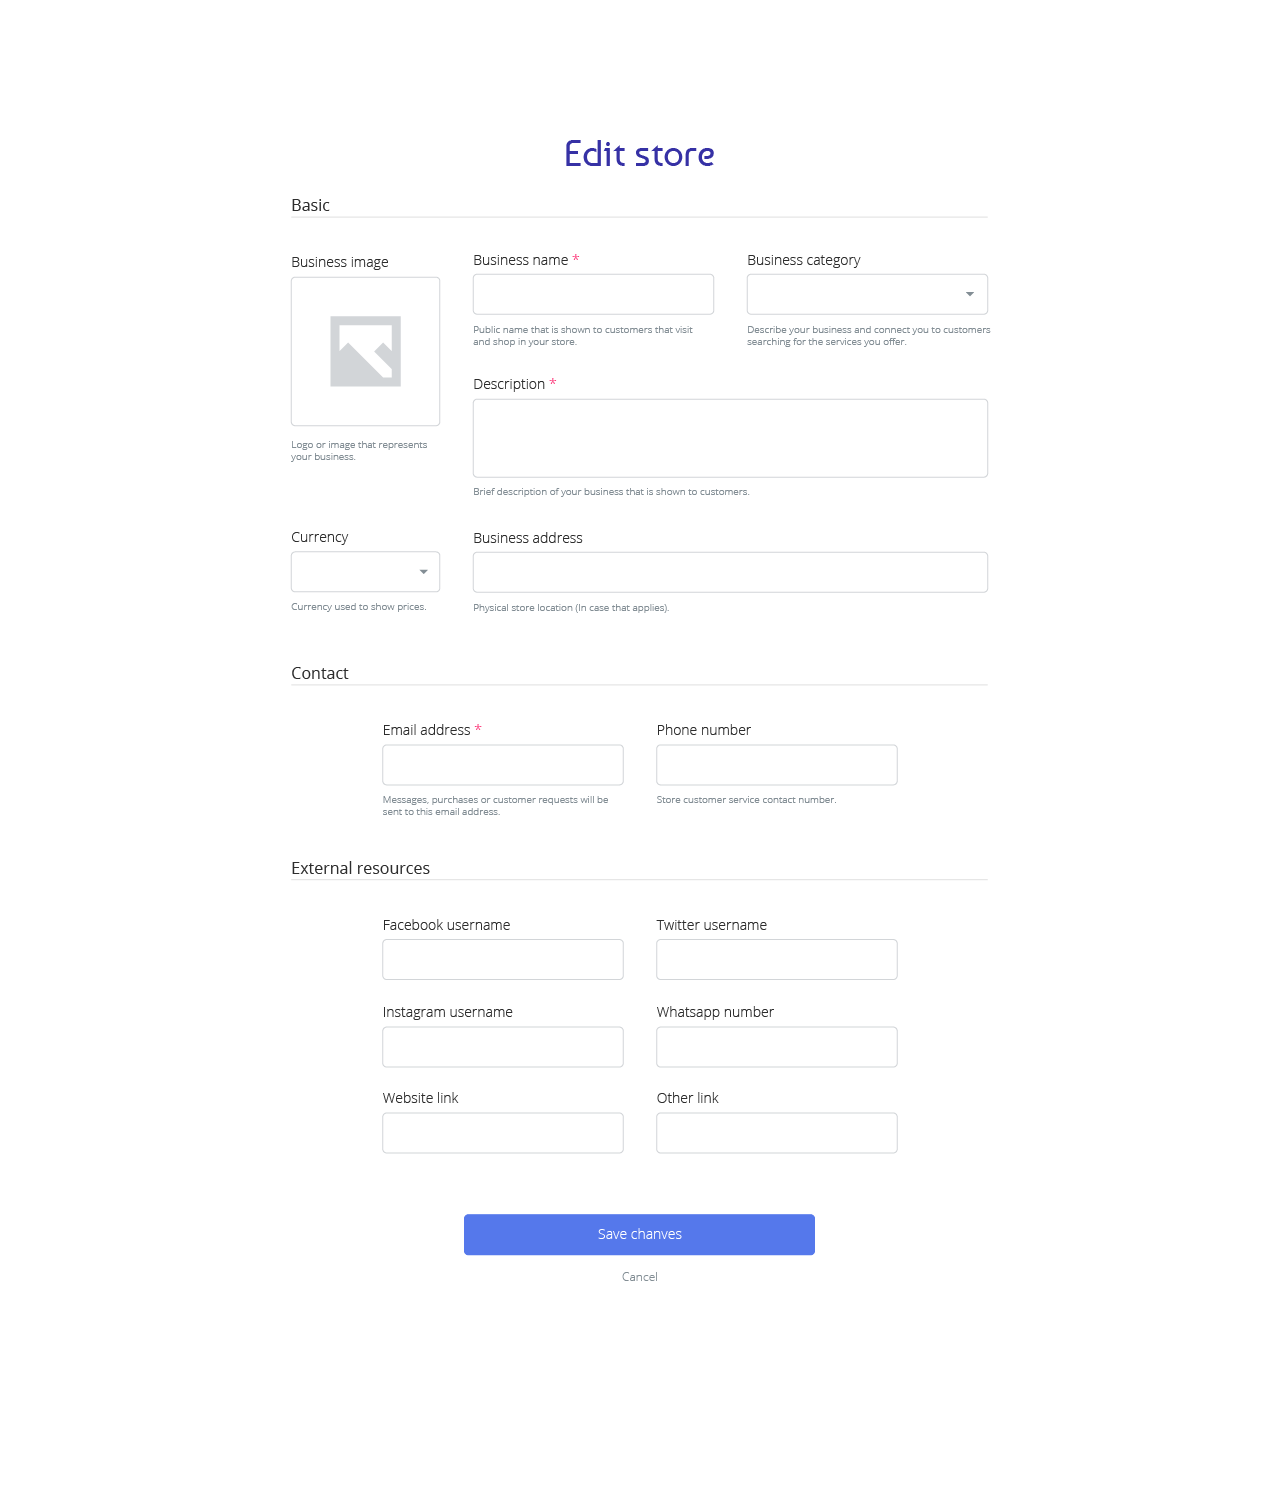 Edit store
Basic
Business image
Logo or image that represents
your business.
Business name *
Public name that is shown to customers that visit
and shop in your store.
Business category
Describe your business and connect you to customers
searching for the services you offer.
Description *
Brief description of your business that is shown to customers.
Currency
Currency used to show prices.
Business address
Physical store location (In case that applies).
Contact
Email address *
Messages, purchases or customer requests will be
sent to this email address.
Phone number
Store customer service contact number.
External resources
Facebook username
Twitter username
Instagram username
Whatsapp number
Website link
Other link
Save chanves
Cancel